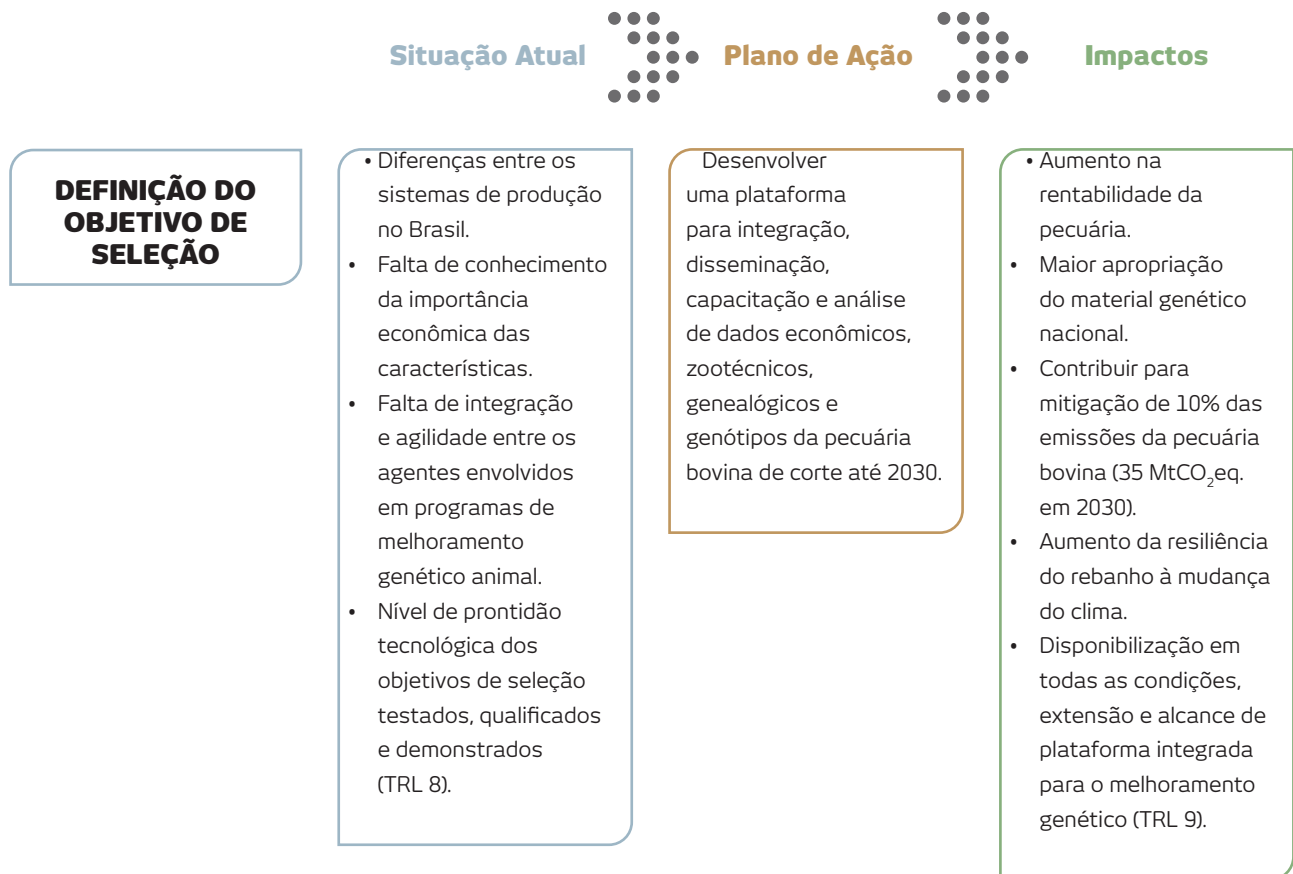 Situação Atual
Plano de Ação
Impactos
DEFINIÇÃO DO
OBJETIVO DE
SELEÇÃO
• Diferenças entre os
sistemas de produção
no Brasil.
• Falta de conhecimento
da importância
econômica das
características.
• Falta de integração
e agilidade entre os
agentes envolvidos
em programas de
melhoramento
genético animal.
• Nível de prontidão
tecnológica dos
objetivos de seleção
testados, qualificados
e demonstrados
(TRL 8).
Desenvolver
uma plataforma
para integração,
disseminação,
capacitação e análise
de dados econômicos,
zootécnicos,
genealógicos e
genótipos da pecuária
bovina de corte até 2030.
• Aumento na
rentabilidade da
pecuária.
• Maior apropriação
do material genético
nacional.
• Contribuir para
mitigação de 10% das
emissões da pecuária
bovina (35 MtCO₂eq.
em 2030).
• Aumento da resiliência
do rebanho à mudança
do clima.
• Disponibilização em
todas as condições,
extensão e alcance de
plataforma integrada
para o melhoramento
genético (TRL 9).